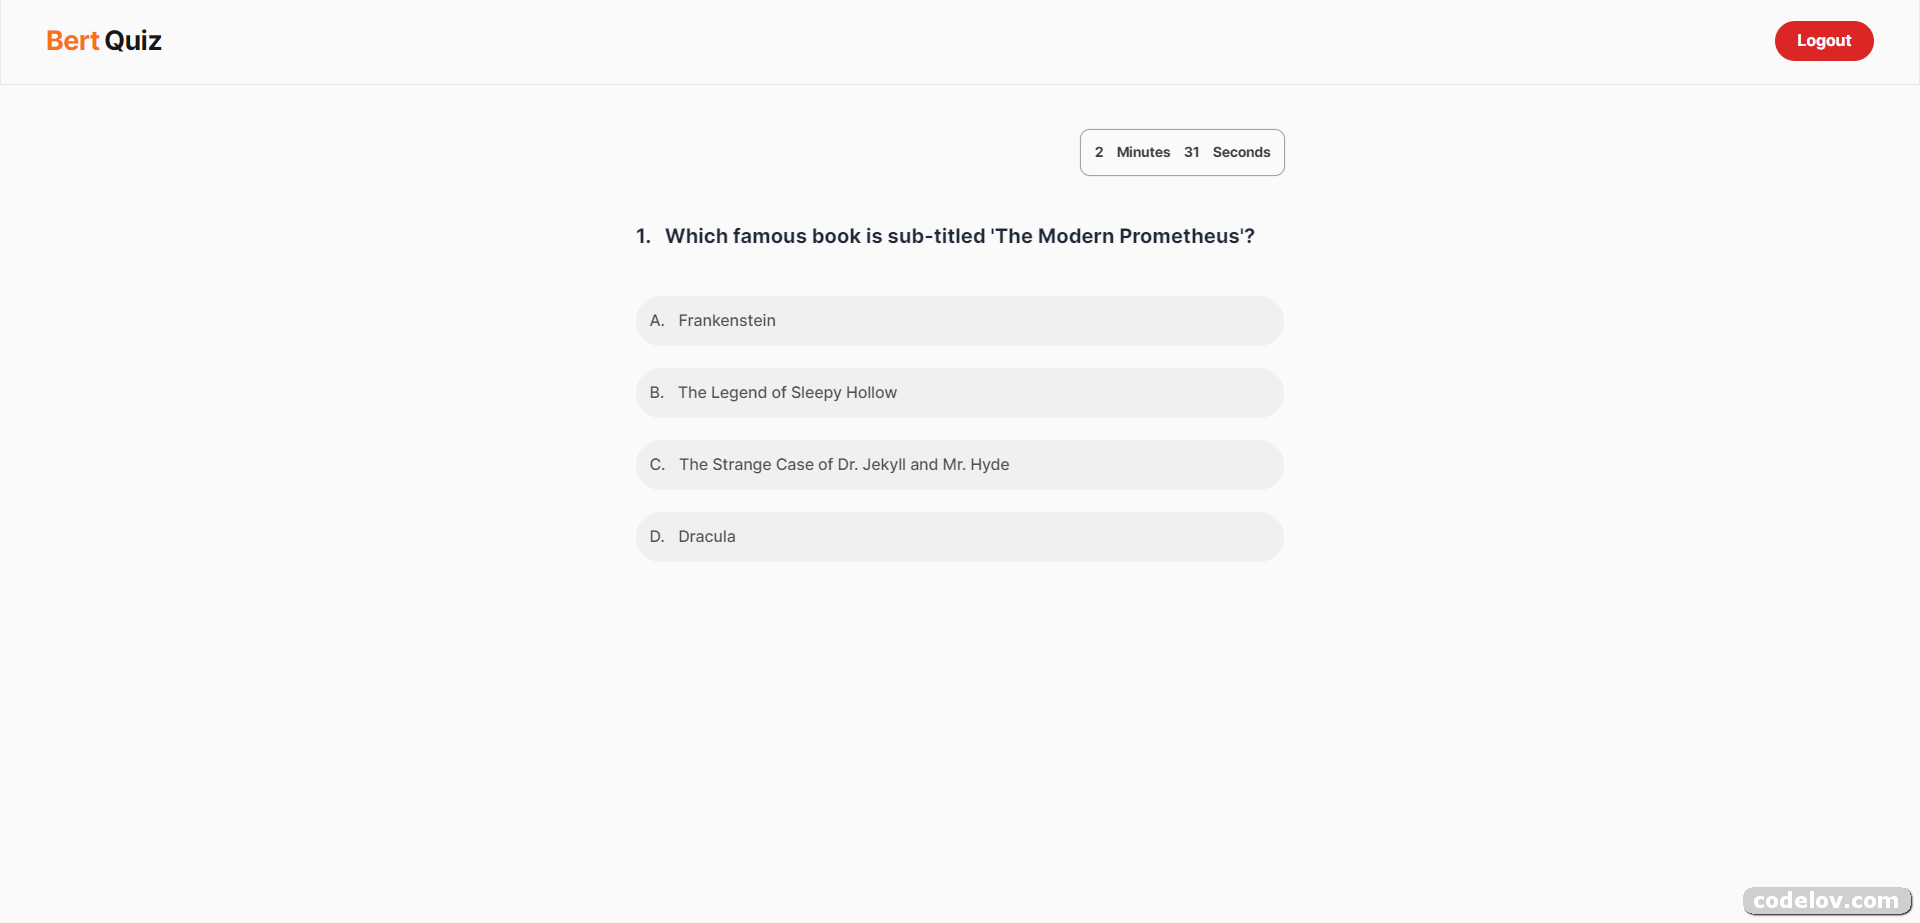 Bert Quiz
Logout
2 Minutes 31 Seconds
1. Which famous book is sub-titled 'The Modern Prometheus'?
A. Frankenstein
B. The Legend of Sleepy Hollow
C. The Strange Case of Dr. Jekyll and Mr. Hyde
D. Dracula
codelov.com